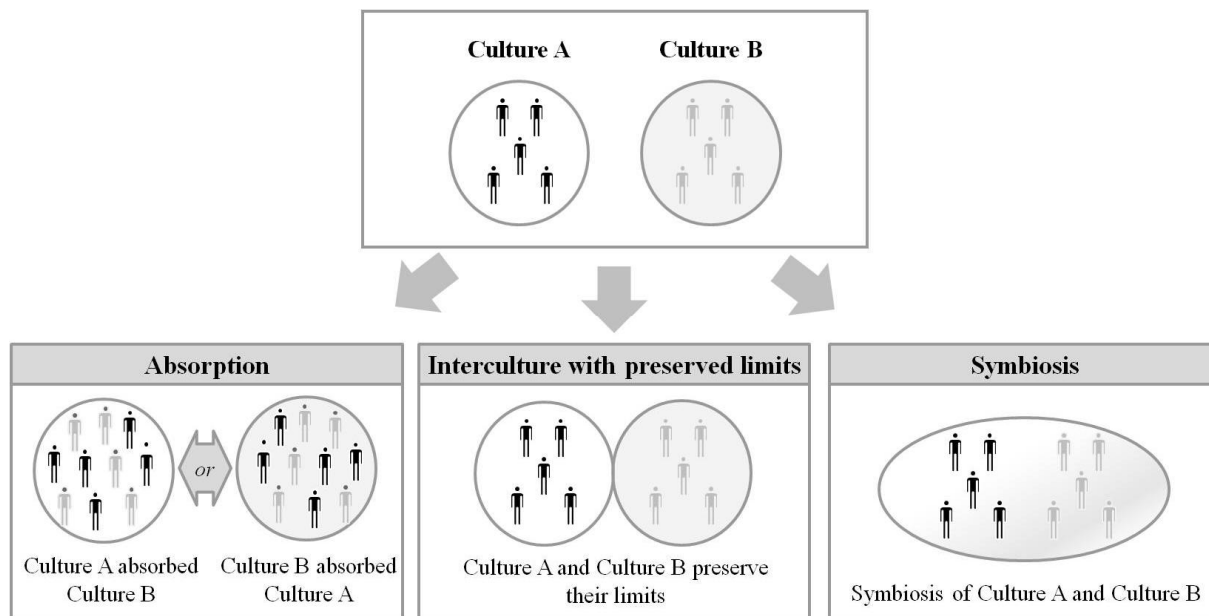 Culture A
Culture B
Absorption
or
Culture A absorbed
Culture B
Culture B absorbed
Culture A
Interculture with preserved limits
Culture A and Culture B preserve
their limits
Symbiosis
Symbiosis of Culture A and Culture B